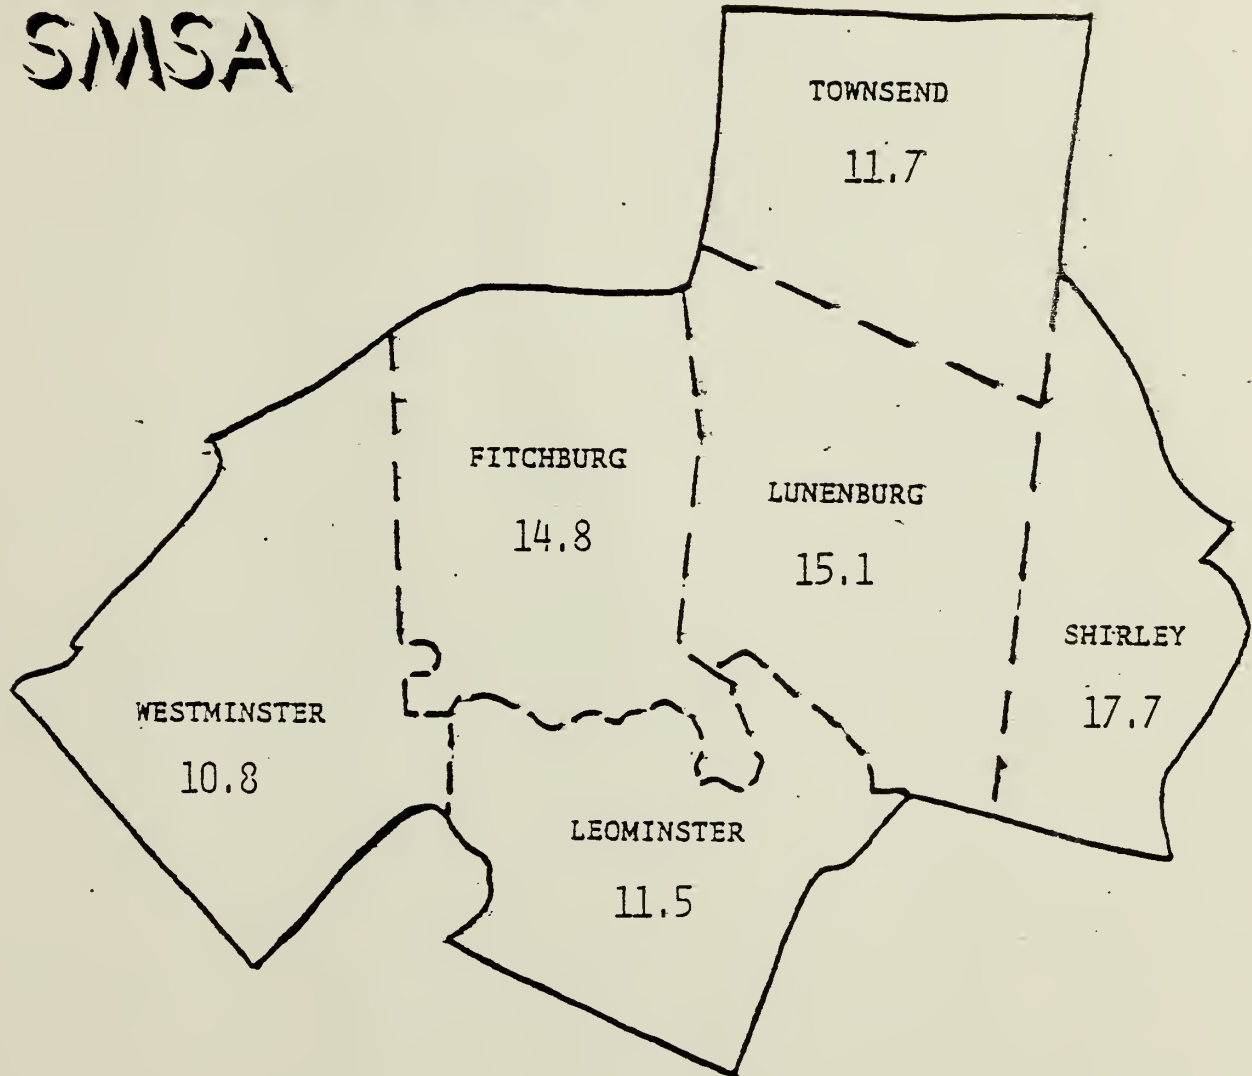 SMSA
TOWNSEND
11.7
FITCHBURG
14.8
LUNENBURG
15.1
SHIRLEY
17.7
WESTMINSTER
10.8
LEOMINSTER
11.5